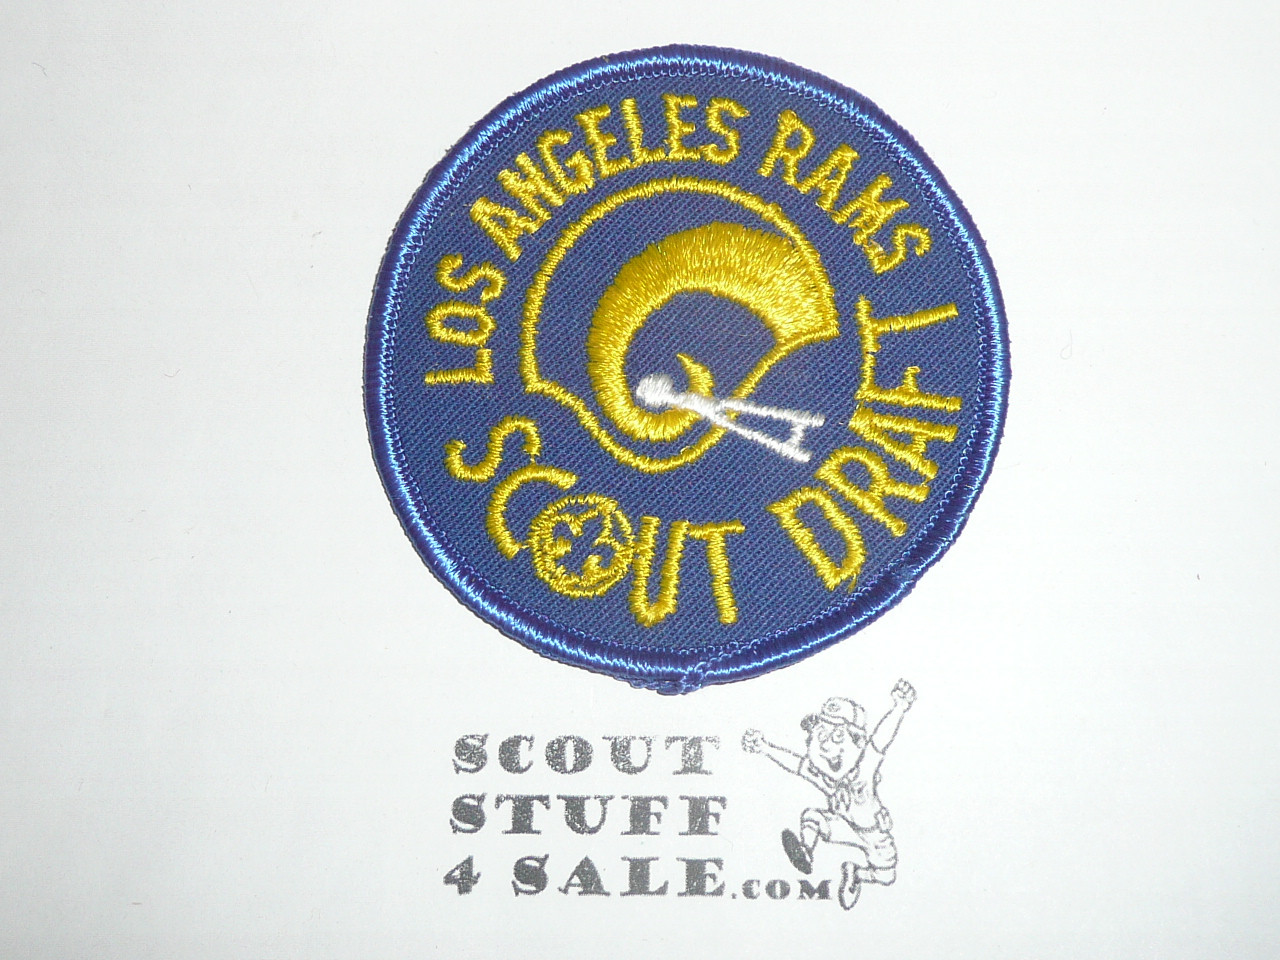 LOS ANGELES RAMS
SCOUT DRAFT
SCOUT
STUFF
4 SALE.COM